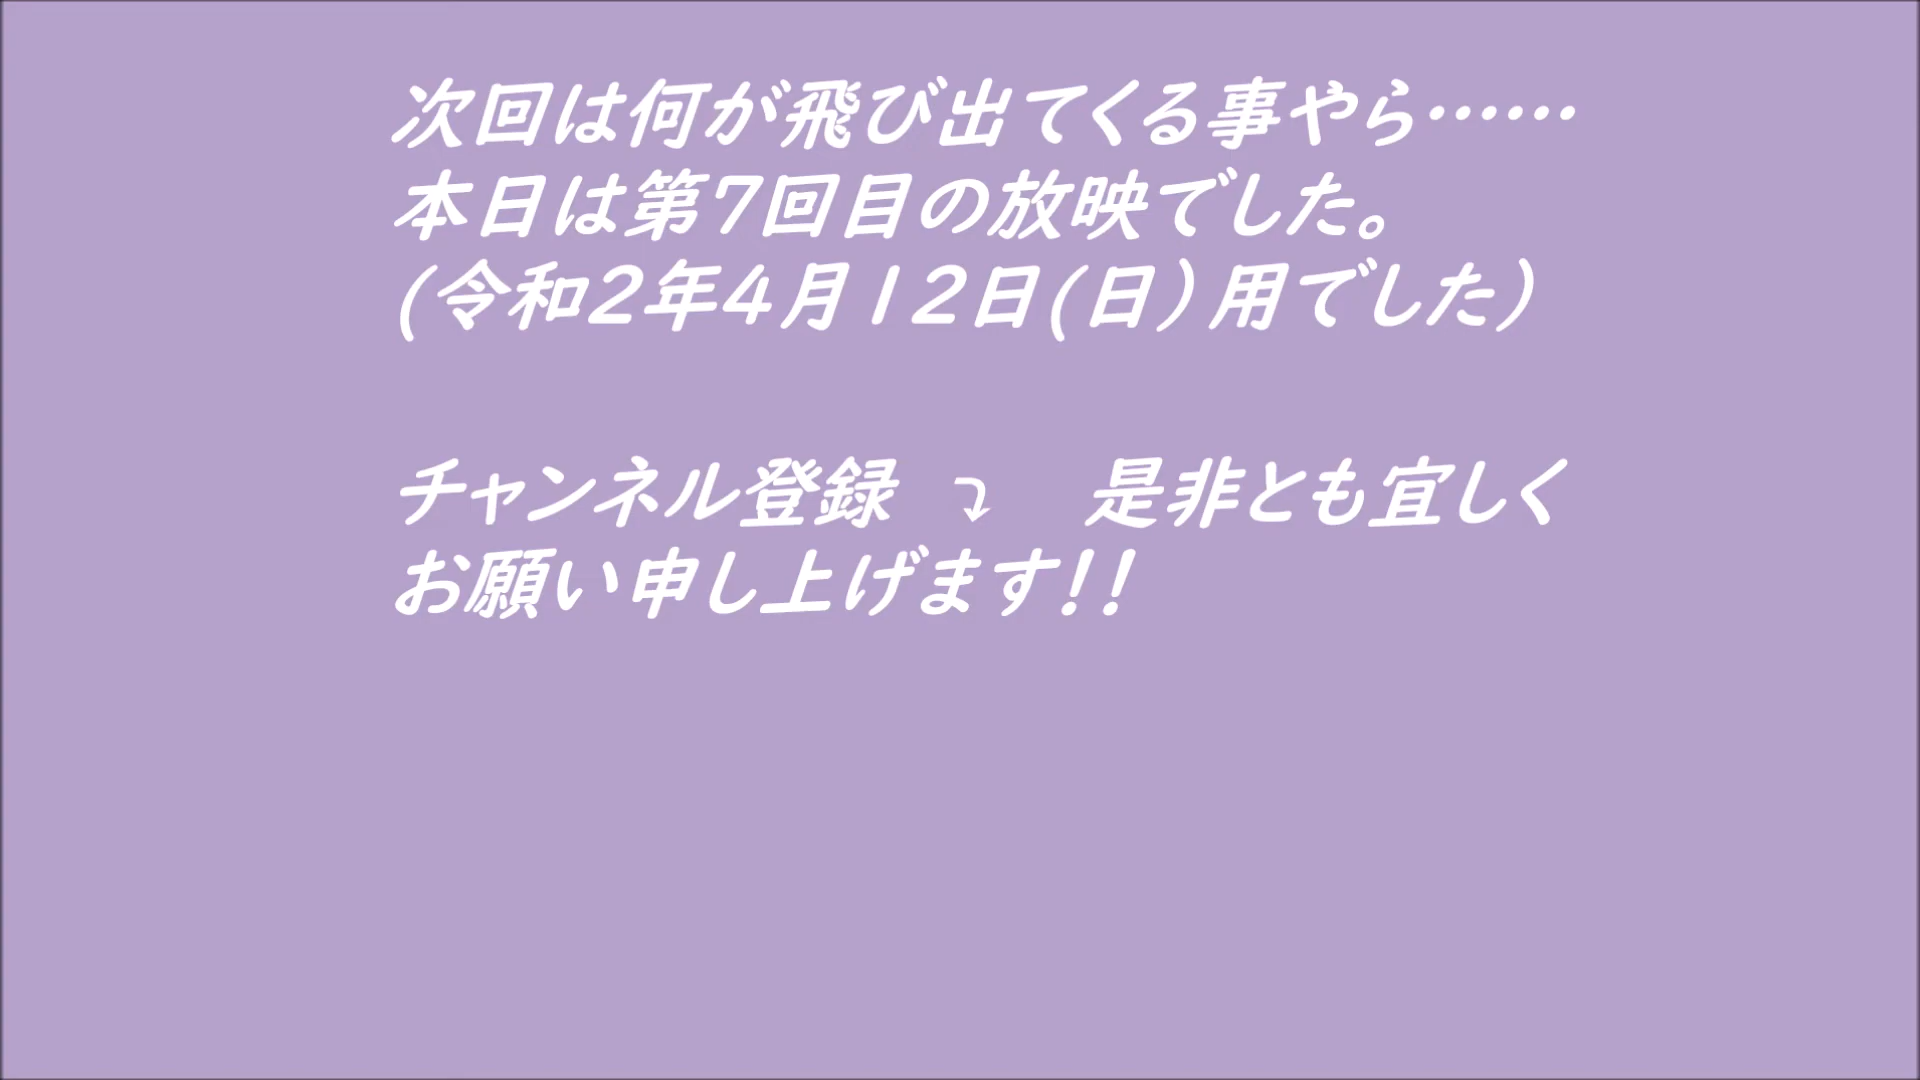 次回は何が飛び出てくる事やら……
本日は第７回目の放映でした。
(令和２年４月１２日(日）用でした）
チャンネル登録　⤵　是非とも宜しく
お願い申し上げます！！